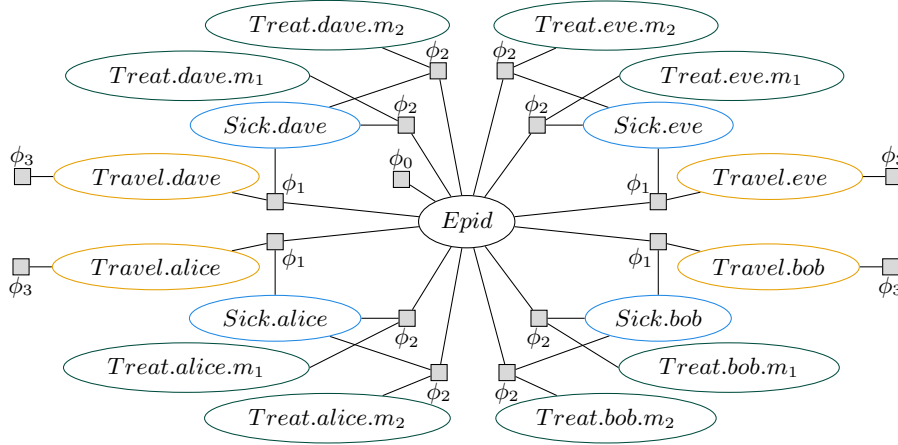 Treat.dave.m₂ ϕ₂ ϕ₂ Treat.eve.m₂
Treat.dave.m₁ Treat.eve.m₁
Sick.dave ϕ₂ ϕ₂ Sick.eve
ϕ₃ Travel.dave ϕ₁ ϕ₀ ϕ₁ Travel.eve ϕ₃
Epid
ϕ₃ Travel.alice ϕ₁ ϕ₁ Travel.bob ϕ₃
Sick.alice ϕ₂ ϕ₂ Sick.bob
Treat.alice.m₁ Treat.bob.m₁
Treat.alice.m₂ ϕ₂ ϕ₂ Treat.bob.m₂